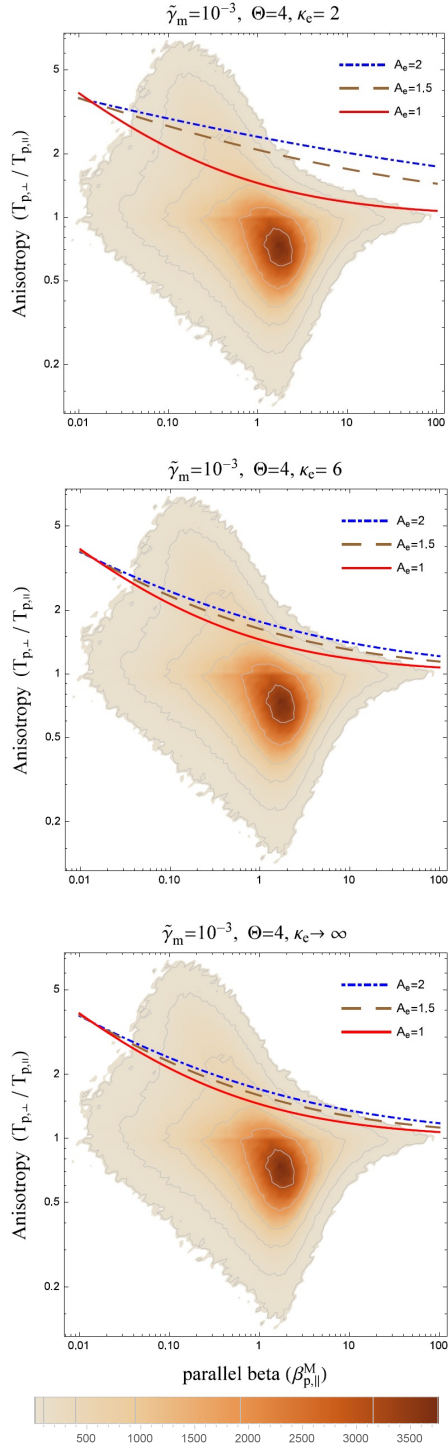 γ̃ₘ=10⁻³, Θ=4, κₑ= 2
Aₑ=2
Aₑ=1.5
Aₑ=1
Anisotropy (Tₚ,⊥ / Tₚ,∥)
5
2
1
0.5
0.2
0.01 0.10 1 10 100
γ̃ₘ=10⁻³, Θ=4, κₑ= 6
Aₑ=2
Aₑ=1.5
Aₑ=1
Anisotropy (Tₚ,⊥ / Tₚ,∥)
5
2
1
0.5
0.2
0.01 0.10 1 10 100
γ̃ₘ=10⁻³, Θ=4, κₑ→ ∞
Aₑ=2
Aₑ=1.5
Aₑ=1
Anisotropy (Tₚ,⊥ / Tₚ,∥)
5
2
1
0.5
0.2
0.01 0.10 1 10 100
parallel beta (βᴹₚ,∥)
500 1000 1500 2000 2500 3000 3500